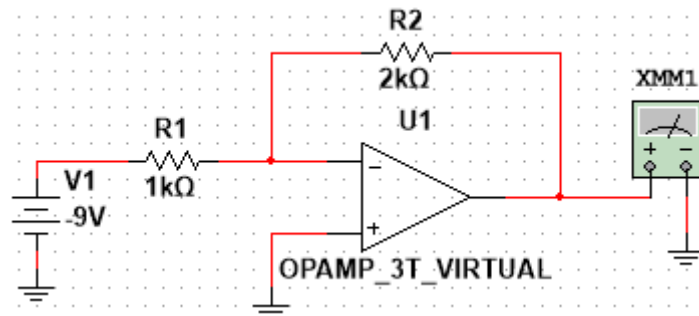 R2
2kΩ
XMM1
U1
R1
1kΩ
V1
-9V
OPAMP_3T_VIRTUAL